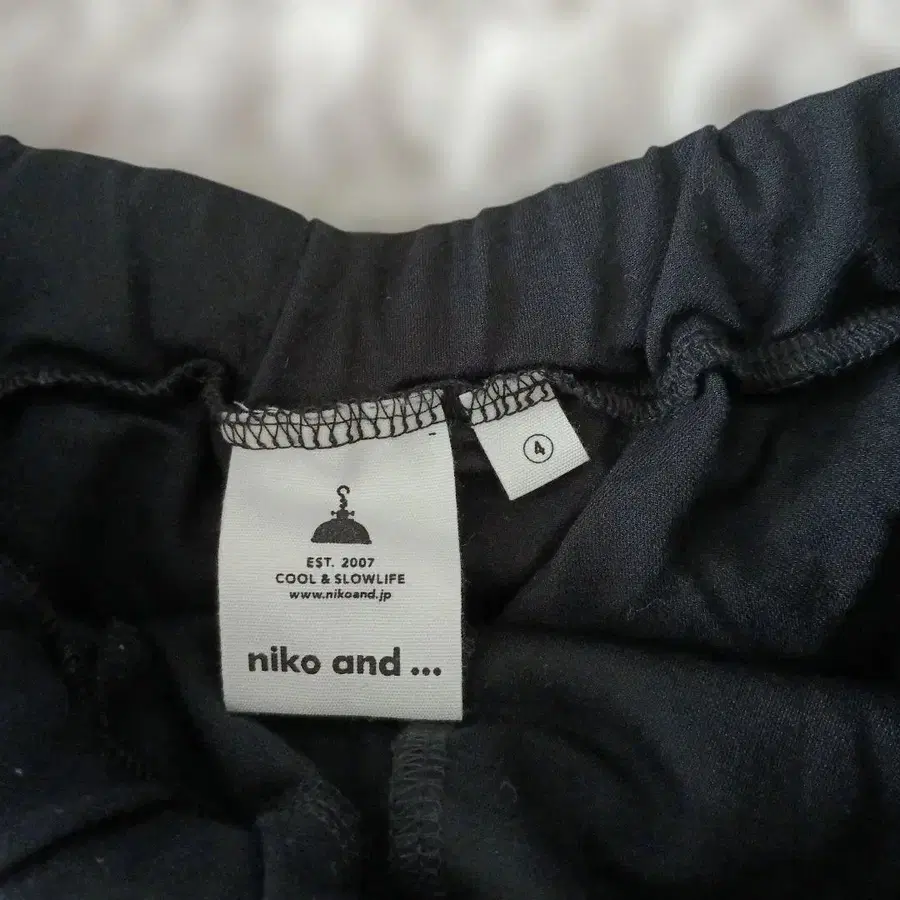 ④
EST. 2007
COOL & SLOWLIFE
www.nikoand.jp
niko and ...